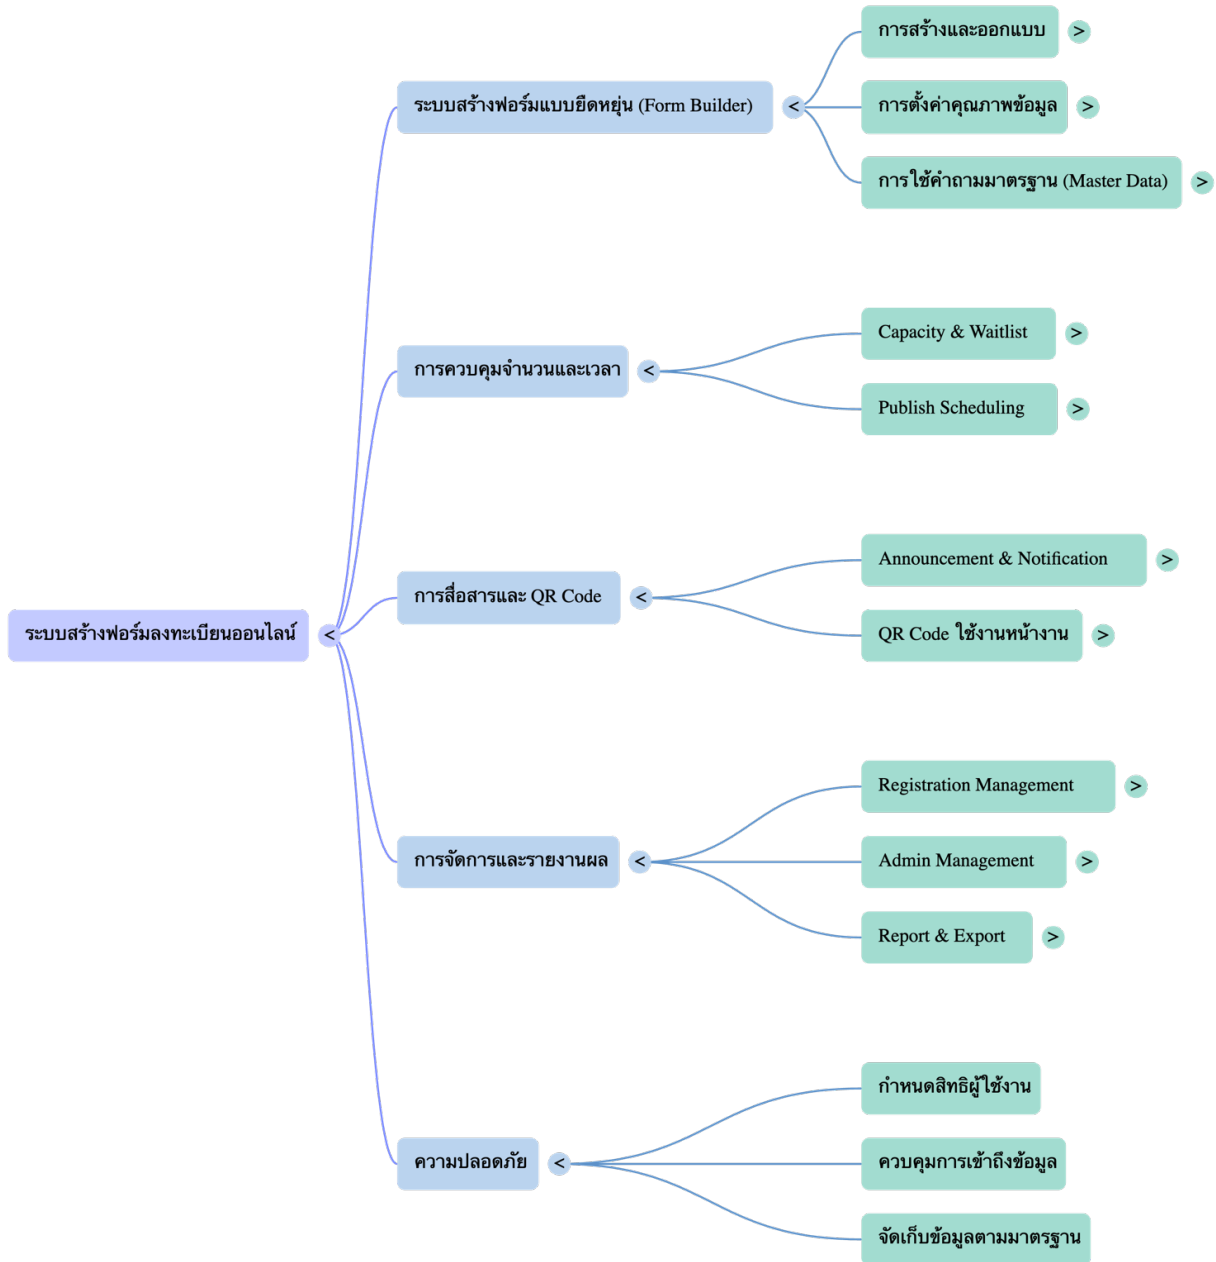 ระบบสร้างฟอร์มลงทะเบียนออนไลน์ <
ระบบสร้างฟอร์มแบบยืดหยุ่น (Form Builder) <
การสร้างและออกแบบ >
การตั้งค่าคุณภาพข้อมูล >
การใช้คำถามมาตรฐาน (Master Data) >
การควบคุมจำนวนและเวลา <
Capacity & Waitlist >
Publish Scheduling >
การสื่อสารและ QR Code <
Announcement & Notification >
QR Code ใช้งานหน้างาน >
การจัดการและรายงานผล <
Registration Management >
Admin Management >
Report & Export >
ความปลอดภัย <
กำหนดสิทธิผู้ใช้งาน
ควบคุมการเข้าถึงข้อมูล
จัดเก็บข้อมูลตามมาตรฐาน